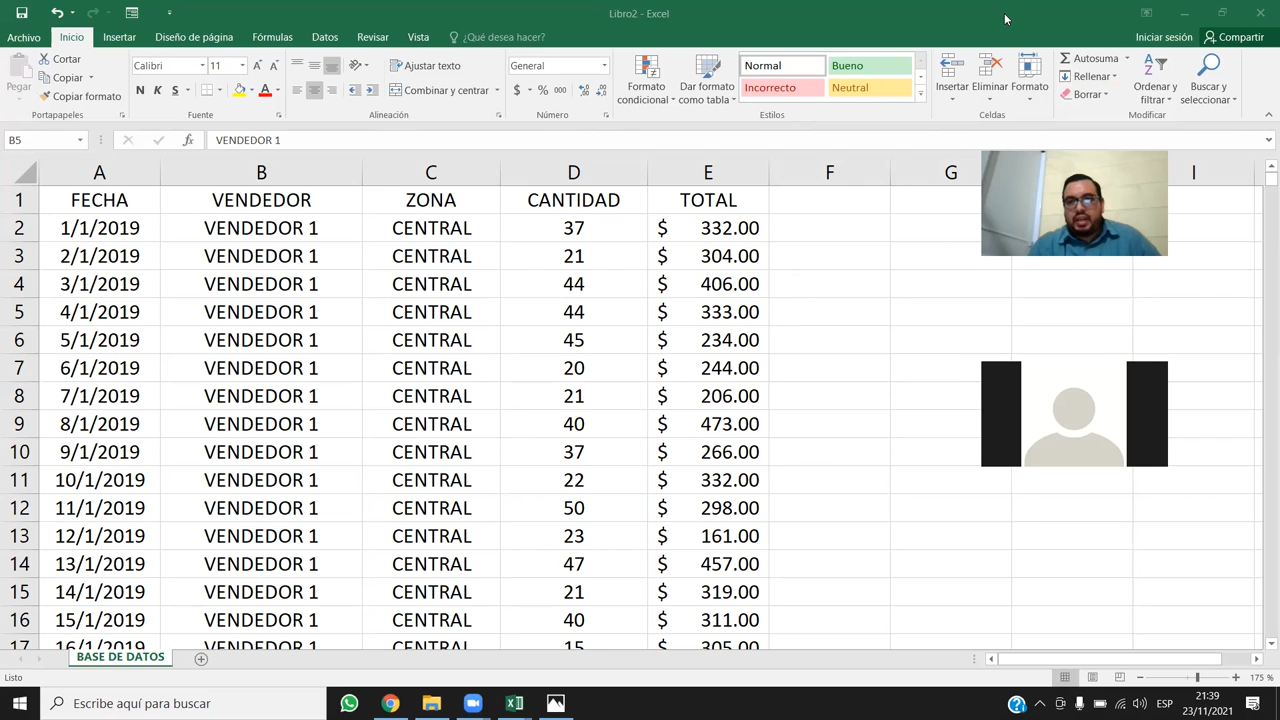 Libro2 - Excel
Archivo Inicio Insertar Diseño de página Fórmulas Datos Revisar Vista ¿Qué desea hacer? Iniciar sesión Compartir
Pegar
Cortar
Copiar
Copiar formato
Portapapeles
Calibri 11
N K S
Fuente
Ajustar texto
Combinar y centrar
Alineación
General
$ % 000
Número
Formato condicional
Dar formato como tabla
Normal Bueno
Incorrecto Neutral
Estilos
Insertar Eliminar Formato
Celdas
Autosuma
Rellenar
Borrar
Ordenar y filtrar
Buscar y seleccionar
Modificar
B5 fx VENDEDOR 1
A B C D E F G I
1 FECHA VENDEDOR ZONA CANTIDAD TOTAL
2 1/1/2019 VENDEDOR 1 CENTRAL 37 $ 332.00
3 2/1/2019 VENDEDOR 1 CENTRAL 21 $ 304.00
4 3/1/2019 VENDEDOR 1 CENTRAL 44 $ 406.00
5 4/1/2019 VENDEDOR 1 CENTRAL 44 $ 333.00
6 5/1/2019 VENDEDOR 1 CENTRAL 45 $ 234.00
7 6/1/2019 VENDEDOR 1 CENTRAL 20 $ 244.00
8 7/1/2019 VENDEDOR 1 CENTRAL 21 $ 206.00
9 8/1/2019 VENDEDOR 1 CENTRAL 40 $ 473.00
10 9/1/2019 VENDEDOR 1 CENTRAL 37 $ 266.00
11 10/1/2019 VENDEDOR 1 CENTRAL 22 $ 332.00
12 11/1/2019 VENDEDOR 1 CENTRAL 50 $ 298.00
13 12/1/2019 VENDEDOR 1 CENTRAL 23 $ 161.00
14 13/1/2019 VENDEDOR 1 CENTRAL 47 $ 457.00
15 14/1/2019 VENDEDOR 1 CENTRAL 21 $ 319.00
16 15/1/2019 VENDEDOR 1 CENTRAL 40 $ 311.00
17 16/1/2019 VENDEDOR 1 CENTRAL 15 $ 305.00
BASE DE DATOS
Listo 175 %
Escribe aquí para buscar
ESP
21:39
23/11/2021